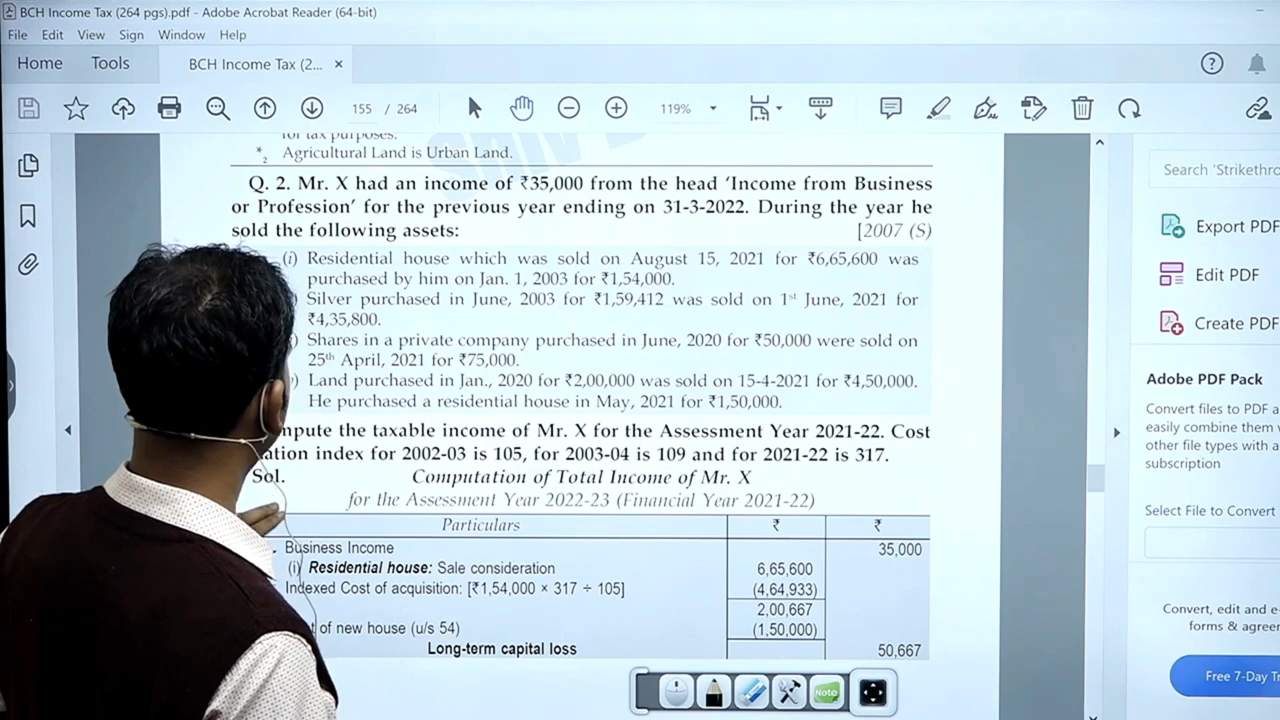 BCH Income Tax (264 pgs).pdf - Adobe Acrobat Reader (64-bit)
File Edit View Sign Window Help
Home Tools BCH Income Tax (2... ×
155 / 264 119%
for tax purposes.
*2 Agricultural Land is Urban Land.
Q. 2. Mr. X had an income of ₹35,000 from the head ‘Income from Business
or Profession’ for the previous year ending on 31-3-2022. During the year he
sold the following assets: [2007 (S)
(i) Residential house which was sold on August 15, 2021 for ₹6,65,600 was
purchased by him on Jan. 1, 2003 for ₹1,54,000.
) Silver purchased in June, 2003 for ₹1,59,412 was sold on 1st June, 2021 for
₹4,35,800.
) Shares in a private company purchased in June, 2020 for ₹50,000 were sold on
25th April, 2021 for ₹75,000.
) Land purchased in Jan., 2020 for ₹2,00,000 was sold on 15-4-2021 for ₹4,50,000.
He purchased a residential house in May, 2021 for ₹1,50,000.
mpute the taxable income of Mr. X for the Assessment Year 2021-22. Cost
ation index for 2002-03 is 105, for 2003-04 is 109 and for 2021-22 is 317.
Sol. Computation of Total Income of Mr. X
for the Assessment Year 2022-23 (Financial Year 2021-22)
Particulars ₹ ₹
Business Income 35,000
(i) Residential house: Sale consideration 6,65,600
Indexed Cost of acquisition: [₹1,54,000 × 317 ÷ 105] (4,64,933)
2,00,667
t of new house (u/s 54) (1,50,000)
Long-term capital loss 50,667
Search 'Strikethro
Export PDF
Edit PDF
Create PDF
Adobe PDF Pack
Convert files to PDF a
easily combine them w
other file types with a
subscription
Select File to Convert
Convert, edit and e-
forms & agreem
Free 7-Day Tr
Note